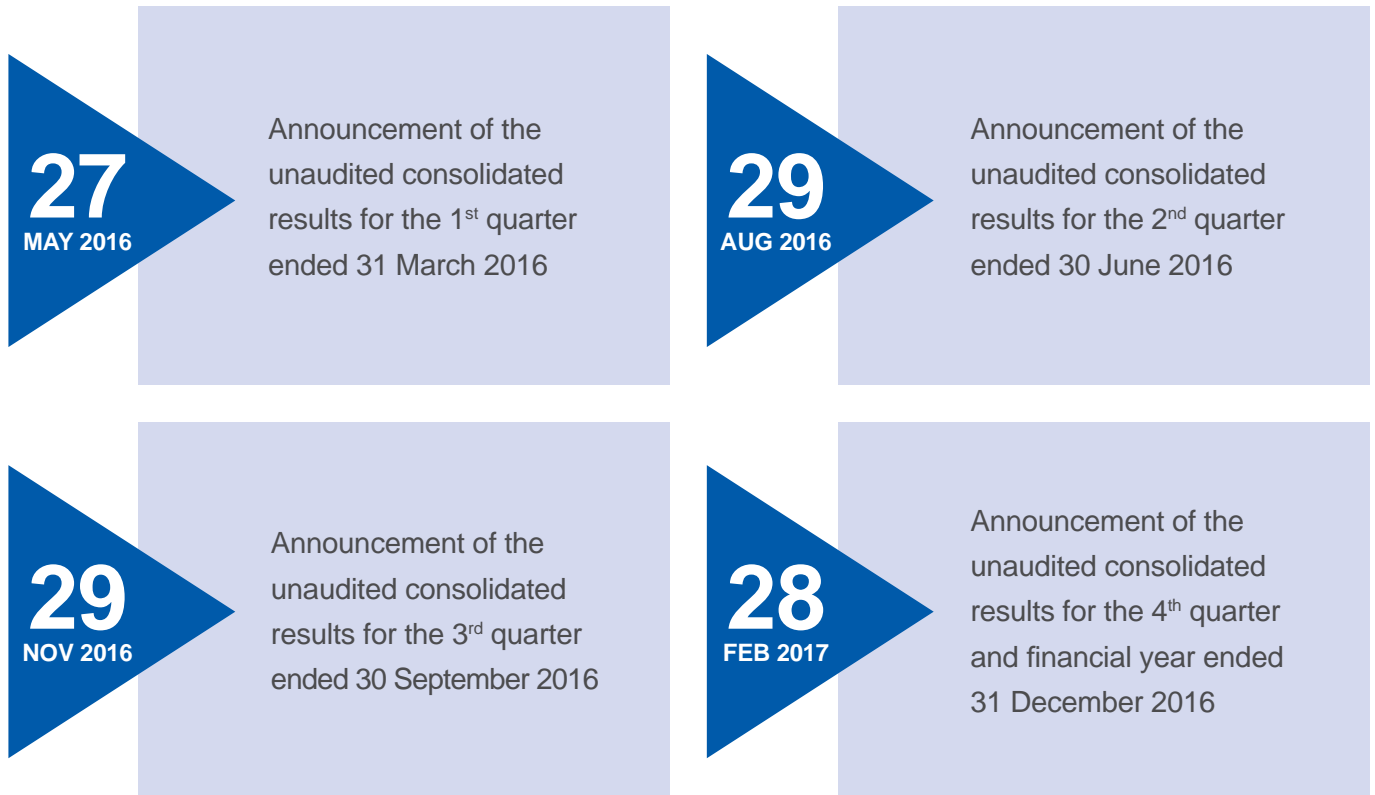 27
MAY 2016
Announcement of the
unaudited consolidated
results for the 1st quarter
ended 31 March 2016
29
AUG 2016
Announcement of the
unaudited consolidated
results for the 2nd quarter
ended 30 June 2016
29
NOV 2016
Announcement of the
unaudited consolidated
results for the 3rd quarter
ended 30 September 2016
28
FEB 2017
Announcement of the
unaudited consolidated
results for the 4th quarter
and financial year ended
31 December 2016